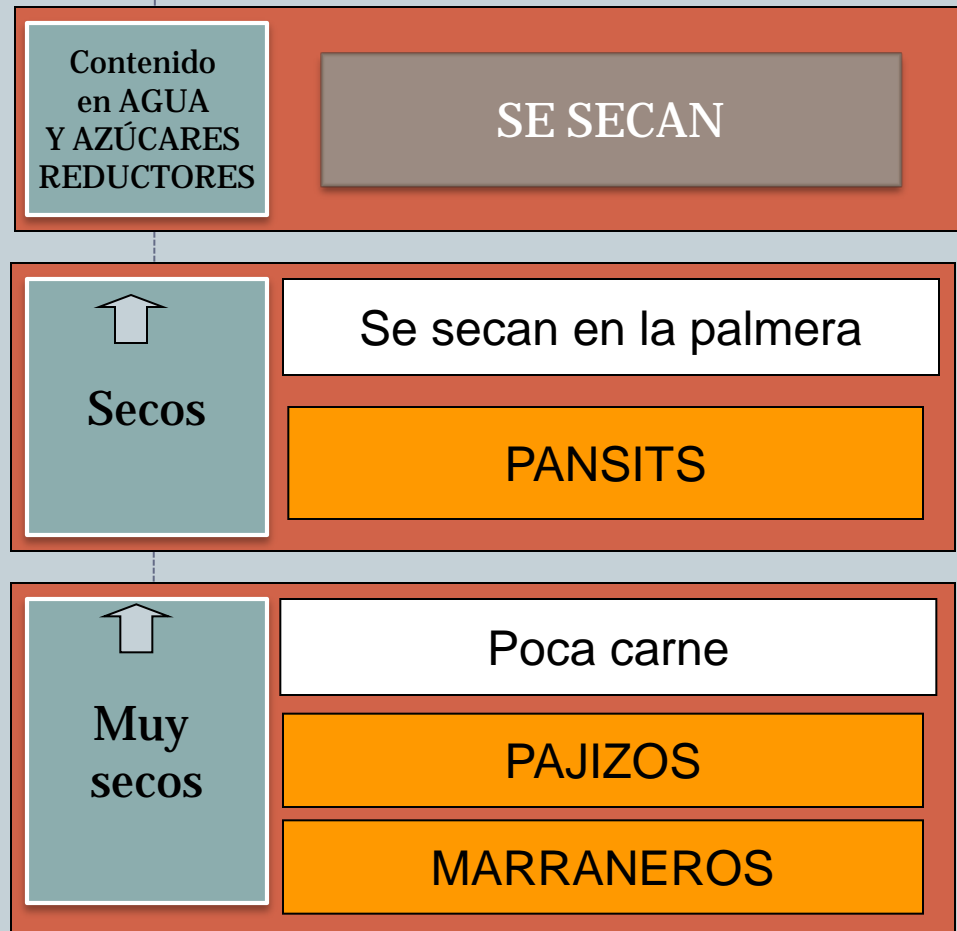 Contenido
en AGUA
Y AZÚCARES
REDUCTORES
SE SECAN
Secos
Se secan en la palmera
PANSITS
Muy
secos
Poca carne
PAJIZOS
MARRANEROS